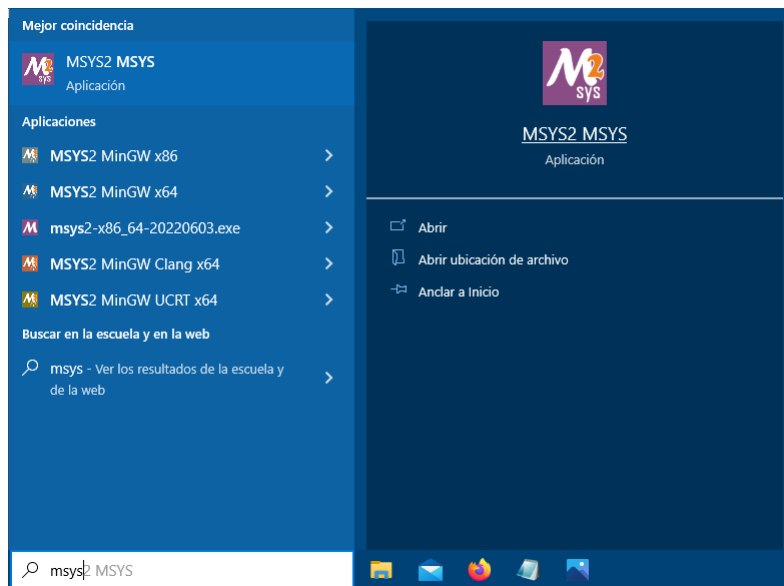 Mejor coincidencia
MSYS2 MSYS
Aplicación
Aplicaciones
MSYS2 MinGW x86
MSYS2 MinGW x64
msys2-x86_64-20220603.exe
MSYS2 MinGW Clang x64
MSYS2 MinGW UCRT x64
Buscar en la escuela y en la web
msys - Ver los resultados de la escuela y
de la web
msys2 MSYS
M2
sys
MSYS2 MSYS
Aplicación
Abrir
Abrir ubicación de archivo
Anclar a Inicio